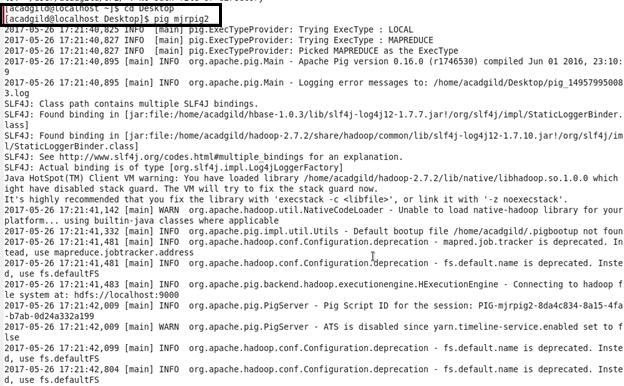 [acadgild@localhost ~]$ cd Desktop
[acadgild@localhost Desktop]$ pig mjrpig2
2017-05-26 17:21:40,825 [main] INFO  pig.ExecTypeProvider: Trying ExecType : LOCAL
2017-05-26 17:21:40,827 [main] INFO  pig.ExecTypeProvider: Trying ExecType : MAPREDUCE
2017-05-26 17:21:40,827 [main] INFO  pig.ExecTypeProvider: Picked MAPREDUCE as the ExecType
2017-05-26 17:21:40,895 [main] INFO  org.apache.pig.Main - Apache Pig version 0.16.0 (r1746530) compiled Jun 01 2016, 23:10:
9
2017-05-26 17:21:40,895 [main] INFO  org.apache.pig.Main - Logging error messages to: /home/acadgild/Desktop/pig_14957995008
3.log
SLF4J: Class path contains multiple SLF4J bindings.
SLF4J: Found binding in [jar:file:/home/acadgild/hbase-1.0.3/lib/slf4j-log4j12-1.7.7.jar!/org/slf4j/impl/StaticLoggerBinder.
lass]
SLF4J: Found binding in [jar:file:/home/acadgild/hadoop-2.7.2/share/hadoop/common/lib/slf4j-log4j12-1.7.10.jar!/org/slf4j/im
l/StaticLoggerBinder.class]
SLF4J: See http://www.slf4j.org/codes.html#multiple_bindings for an explanation.
SLF4J: Actual binding is of type [org.slf4j.impl.Log4jLoggerFactory]
Java HotSpot(TM) Client VM warning: You have loaded library /home/acadgild/hadoop-2.7.2/lib/native/libhadoop.so.1.0.0 which
ight have disabled stack guard. The VM will try to fix the stack guard now.
It's highly recommended that you fix the library with 'execstack -c <libfile>', or link it with '-z noexecstack'.
2017-05-26 17:21:41,142 [main] WARN  org.apache.hadoop.util.NativeCodeLoader - Unable to load native-hadoop library for your
platform... using builtin-java classes where applicable
2017-05-26 17:21:41,332 [main] INFO  org.apache.pig.impl.util.Utils - Default bootup file /home/acadgild/.pigbootup not foun
2017-05-26 17:21:41,481 [main] INFO  org.apache.hadoop.conf.Configuration.deprecation - mapred.job.tracker is deprecated. In
tead, use mapreduce.jobtracker.address
2017-05-26 17:21:41,481 [main] INFO  org.apache.hadoop.conf.Configuration.deprecation - fs.default.name is deprecated. Inste
d, use fs.defaultFS
2017-05-26 17:21:41,483 [main] INFO  org.apache.pig.backend.hadoop.executionengine.HExecutionEngine - Connecting to hadoop f
le system at: hdfs://localhost:9000
2017-05-26 17:21:42,009 [main] INFO  org.apache.pig.PigServer - Pig Script ID for the session: PIG-mjrpig2-8da4c834-8a15-4fa
-b7ab-0d24a332a199
2017-05-26 17:21:42,009 [main] WARN  org.apache.pig.PigServer - ATS is disabled since yarn.timeline-service.enabled set to f
lse
2017-05-26 17:21:42,099 [main] INFO  org.apache.hadoop.conf.Configuration.deprecation - fs.default.name is deprecated. Inste
d, use fs.defaultFS
2017-05-26 17:21:42,804 [main] INFO  org.apache.hadoop.conf.Configuration.deprecation - fs.default.name is deprecated. Inste
d, use fs.defaultFS